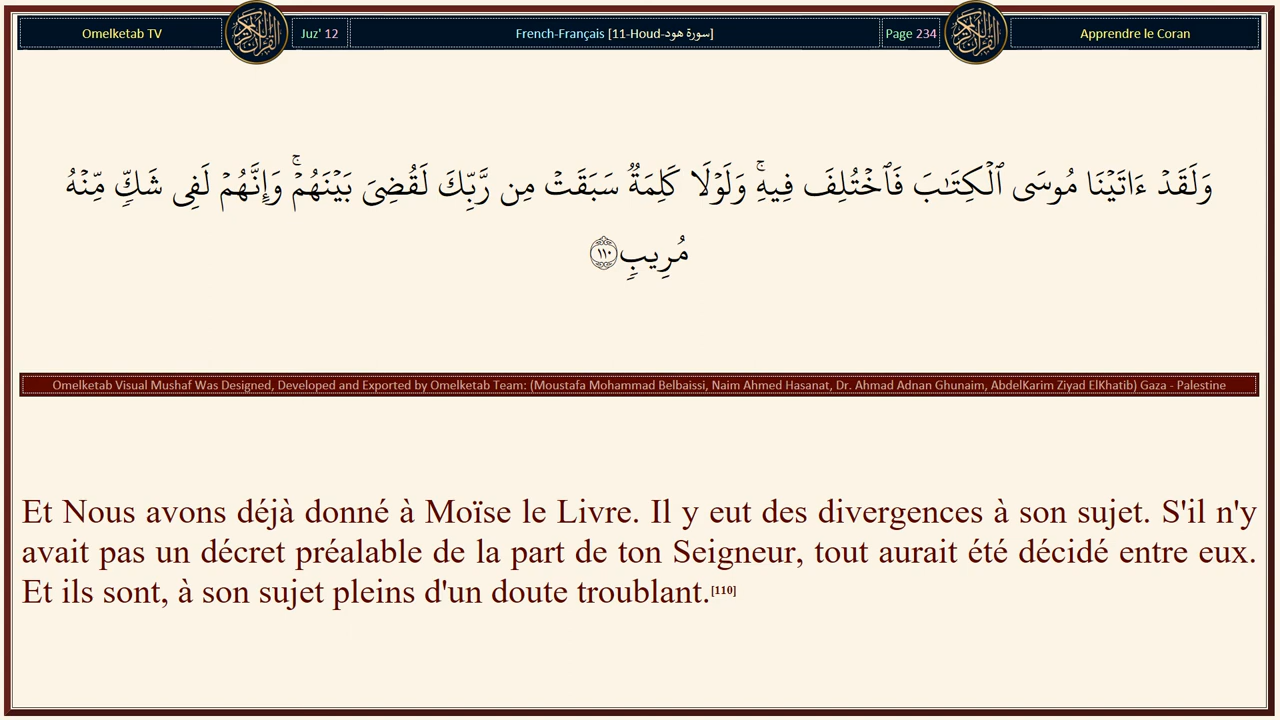 Omelketab TV
Juz' 12
French-Français [11-Houd-سورة هود]
Page 234
Apprendre le Coran
وَلَقَدۡ ءَاتَيۡنَا مُوسَى ٱلۡكِتَٰبَ فَٱخۡتُلِفَ فِيهِۚ وَلَوۡلَا كَلِمَةٞ سَبَقَتۡ مِن رَّبِّكَ لَقُضِيَ بَيۡنَهُمۡۚ وَإِنَّهُمۡ لَفِي شَكّٖ مِّنۡهُ
مُرِيبٖ ١١٠
Omelketab Visual Mushaf Was Designed, Developed and Exported by Omelketab Team: (Moustafa Mohammad Belbaissi, Naim Ahmed Hasanat, Dr. Ahmad Adnan Ghunaim, AbdelKarim Ziyad ElKhatib) Gaza - Palestine
Et Nous avons déjà donné à Moïse le Livre. Il y eut des divergences à son sujet. S'il n'y
avait pas un décret préalable de la part de ton Seigneur, tout aurait été décidé entre eux.
Et ils sont, à son sujet pleins d'un doute troublant.[110]